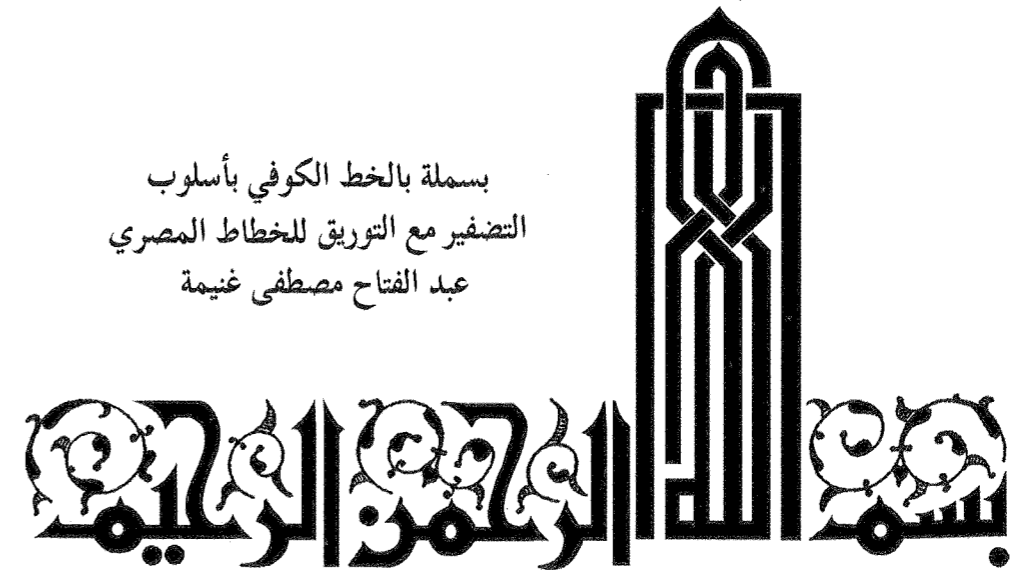 بسملة بالخط الكوفي بأسلوب
التضفير مع التوريق للخطاط المصري
عبد الفتاح مصطفى غنيمة
بسم الله الرحمن الرحيم